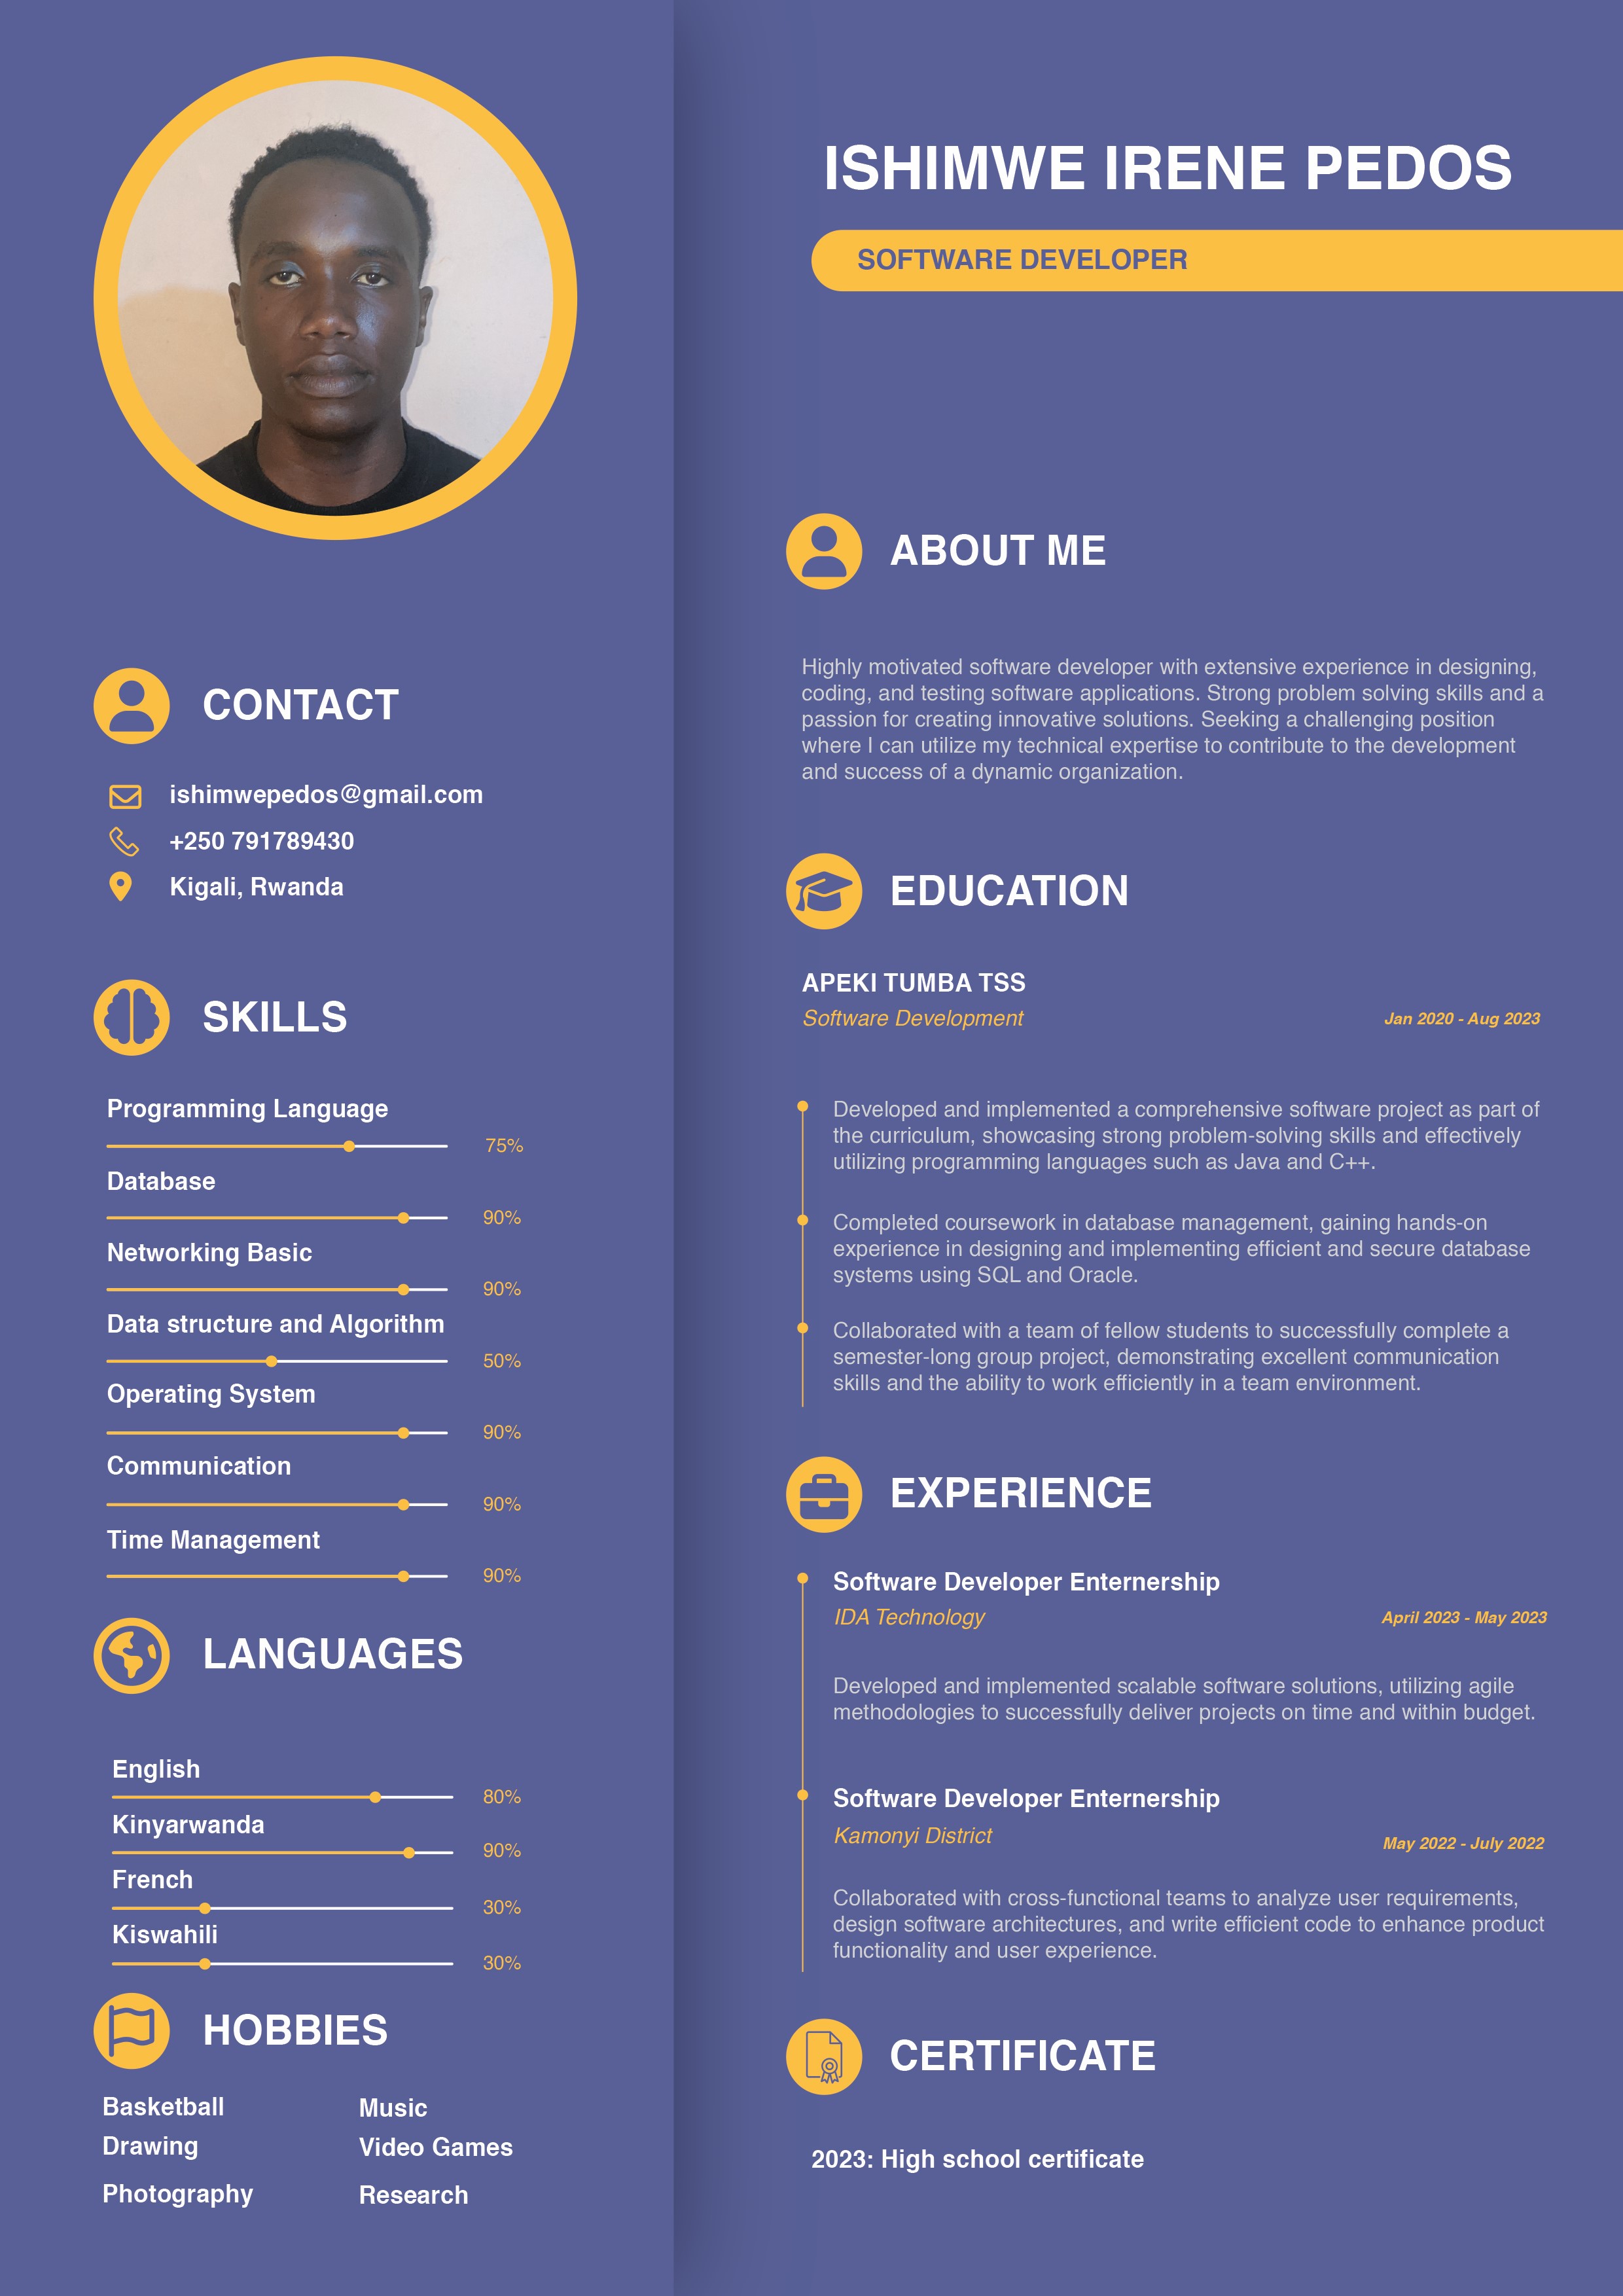 ISHIMWE IRENE PEDOS
SOFTWARE DEVELOPER
CONTACT
ishimwepedos@gmail.com
+250 791789430
Kigali, Rwanda
SKILLS
Programming Language
75%
Database
90%
Networking Basic
90%
Data structure and Algorithm
50%
Operating System
90%
Communication
90%
Time Management
90%
LANGUAGES
English
80%
Kinyarwanda
90%
French
30%
Kiswahili
30%
HOBBIES
Basketball
Music
Drawing
Video Games
Photography
Research
ABOUT ME
Highly motivated software developer with extensive experience in designing,
coding, and testing software applications. Strong problem solving skills and a
passion for creating innovative solutions. Seeking a challenging position
where I can utilize my technical expertise to contribute to the development
and success of a dynamic organization.
EDUCATION
APEKI TUMBA TSS
Software Development
Jan 2020 - Aug 2023
Developed and implemented a comprehensive software project as part of
the curriculum, showcasing strong problem-solving skills and effectively
utilizing programming languages such as Java and C++.
Completed coursework in database management, gaining hands-on
experience in designing and implementing efficient and secure database
systems using SQL and Oracle.
Collaborated with a team of fellow students to successfully complete a
semester-long group project, demonstrating excellent communication
skills and the ability to work efficiently in a team environment.
EXPERIENCE
Software Developer Enternership
IDA Technology
April 2023 - May 2023
Developed and implemented scalable software solutions, utilizing agile
methodologies to successfully deliver projects on time and within budget.
Software Developer Enternership
Kamonyi District
May 2022 - July 2022
Collaborated with cross-functional teams to analyze user requirements,
design software architectures, and write efficient code to enhance product
functionality and user experience.
CERTIFICATE
2023: High school certificate